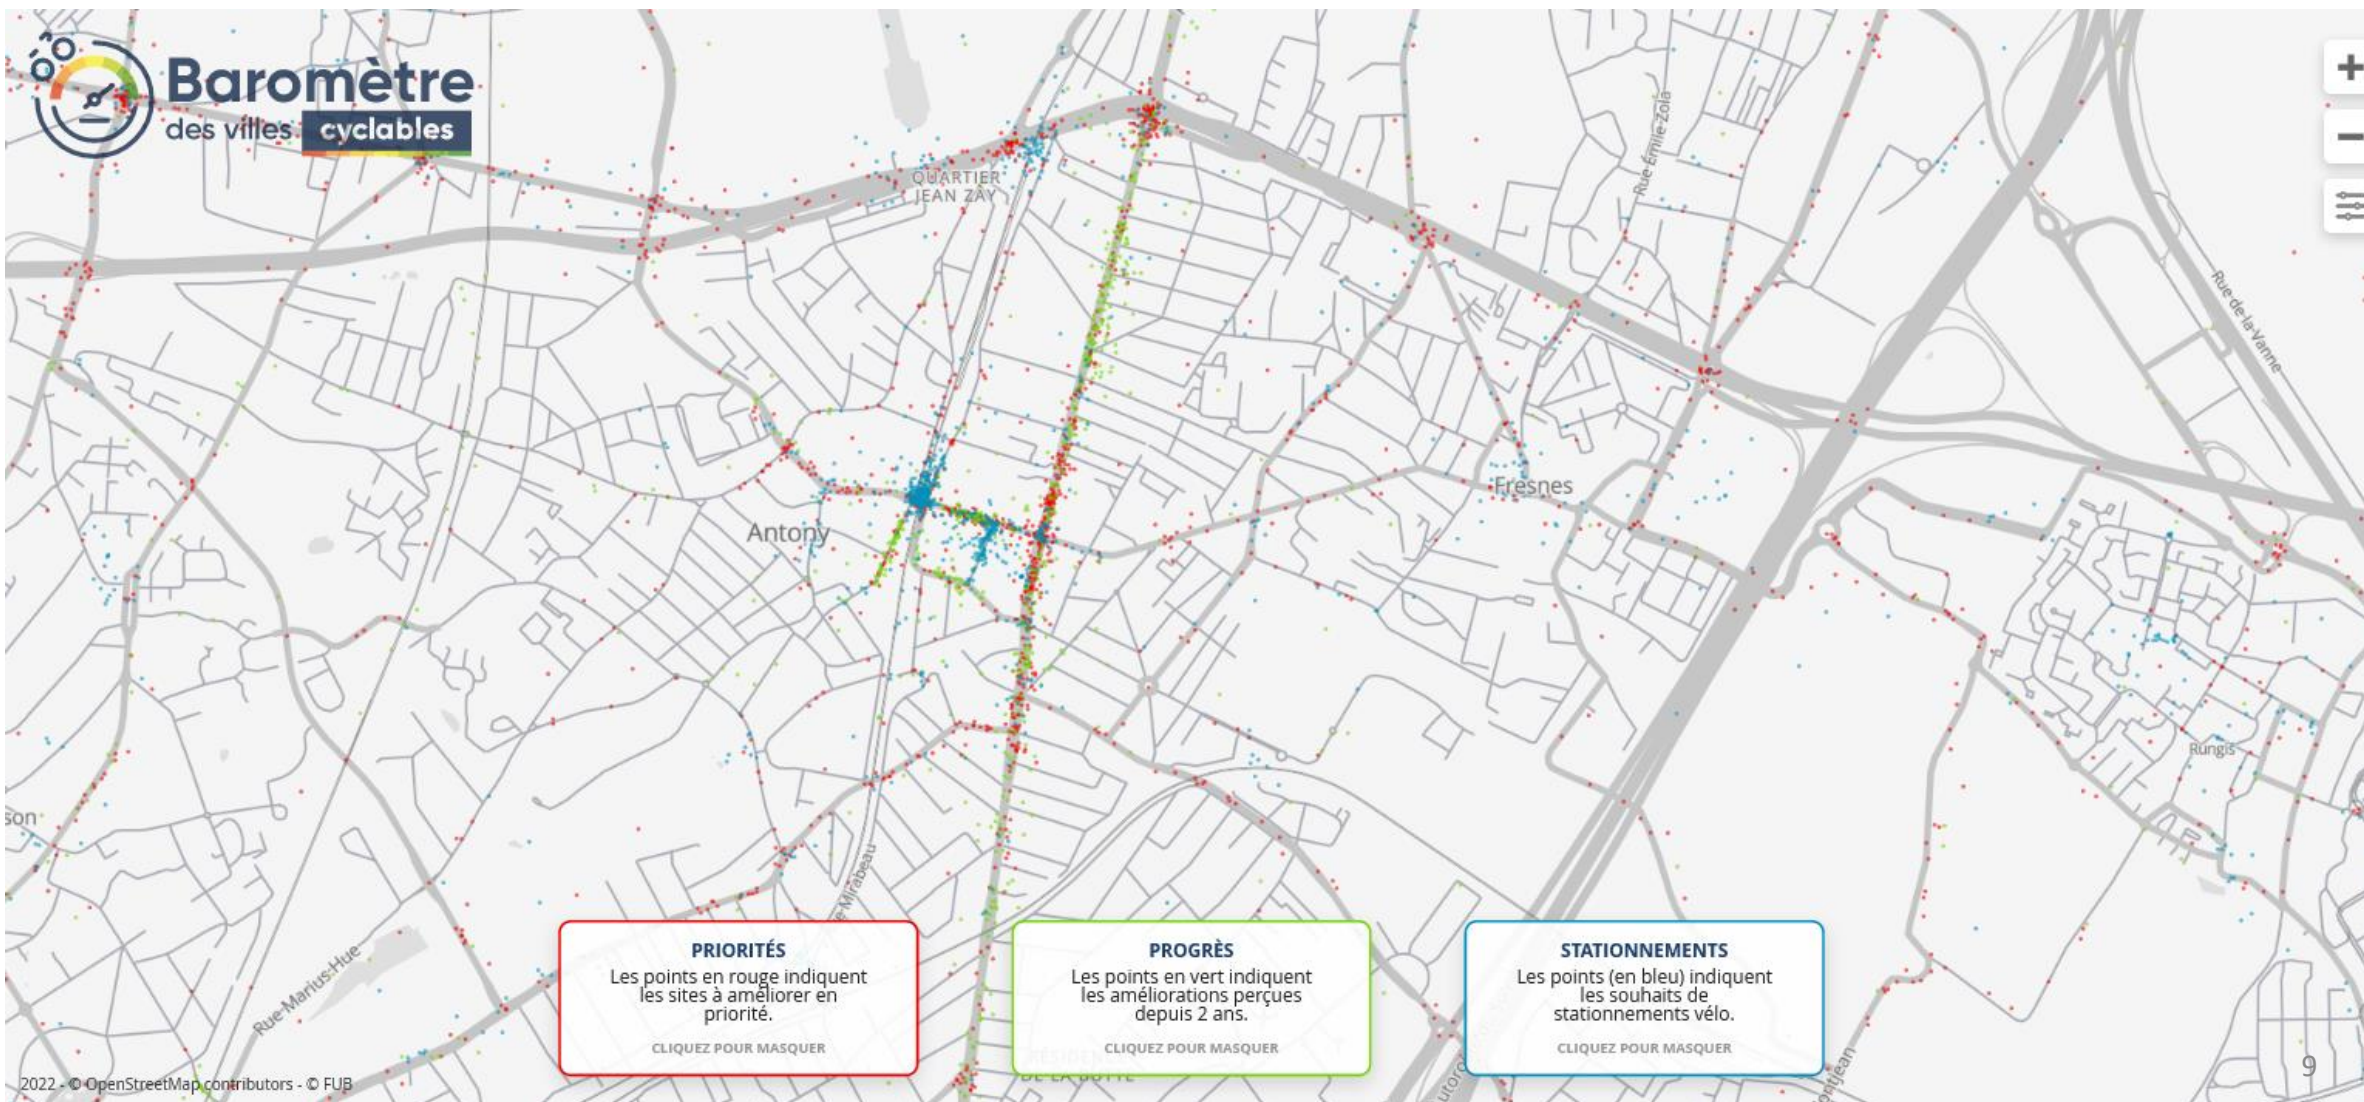 Baromètre
des villes cyclables
QUARTIER
JEAN ZAY
Rue Émile Zola
Rue de la Vanne
Fresnes
Antony
Rungis
son
Rue Marius Hue
Mirabeau
PRIORITÉS
Les points en rouge indiquent
les sites à améliorer en
priorité.
CLIQUEZ POUR MASQUER
PROGRÈS
Les points en vert indiquent
les améliorations perçues
depuis 2 ans.
CLIQUEZ POUR MASQUER
STATIONNEMENTS
Les points (en bleu) indiquent
les souhaits de
stationnements vélo.
CLIQUEZ POUR MASQUER
DE LA BUTTE
2022 - © OpenStreetMap contributors - © FUB
9